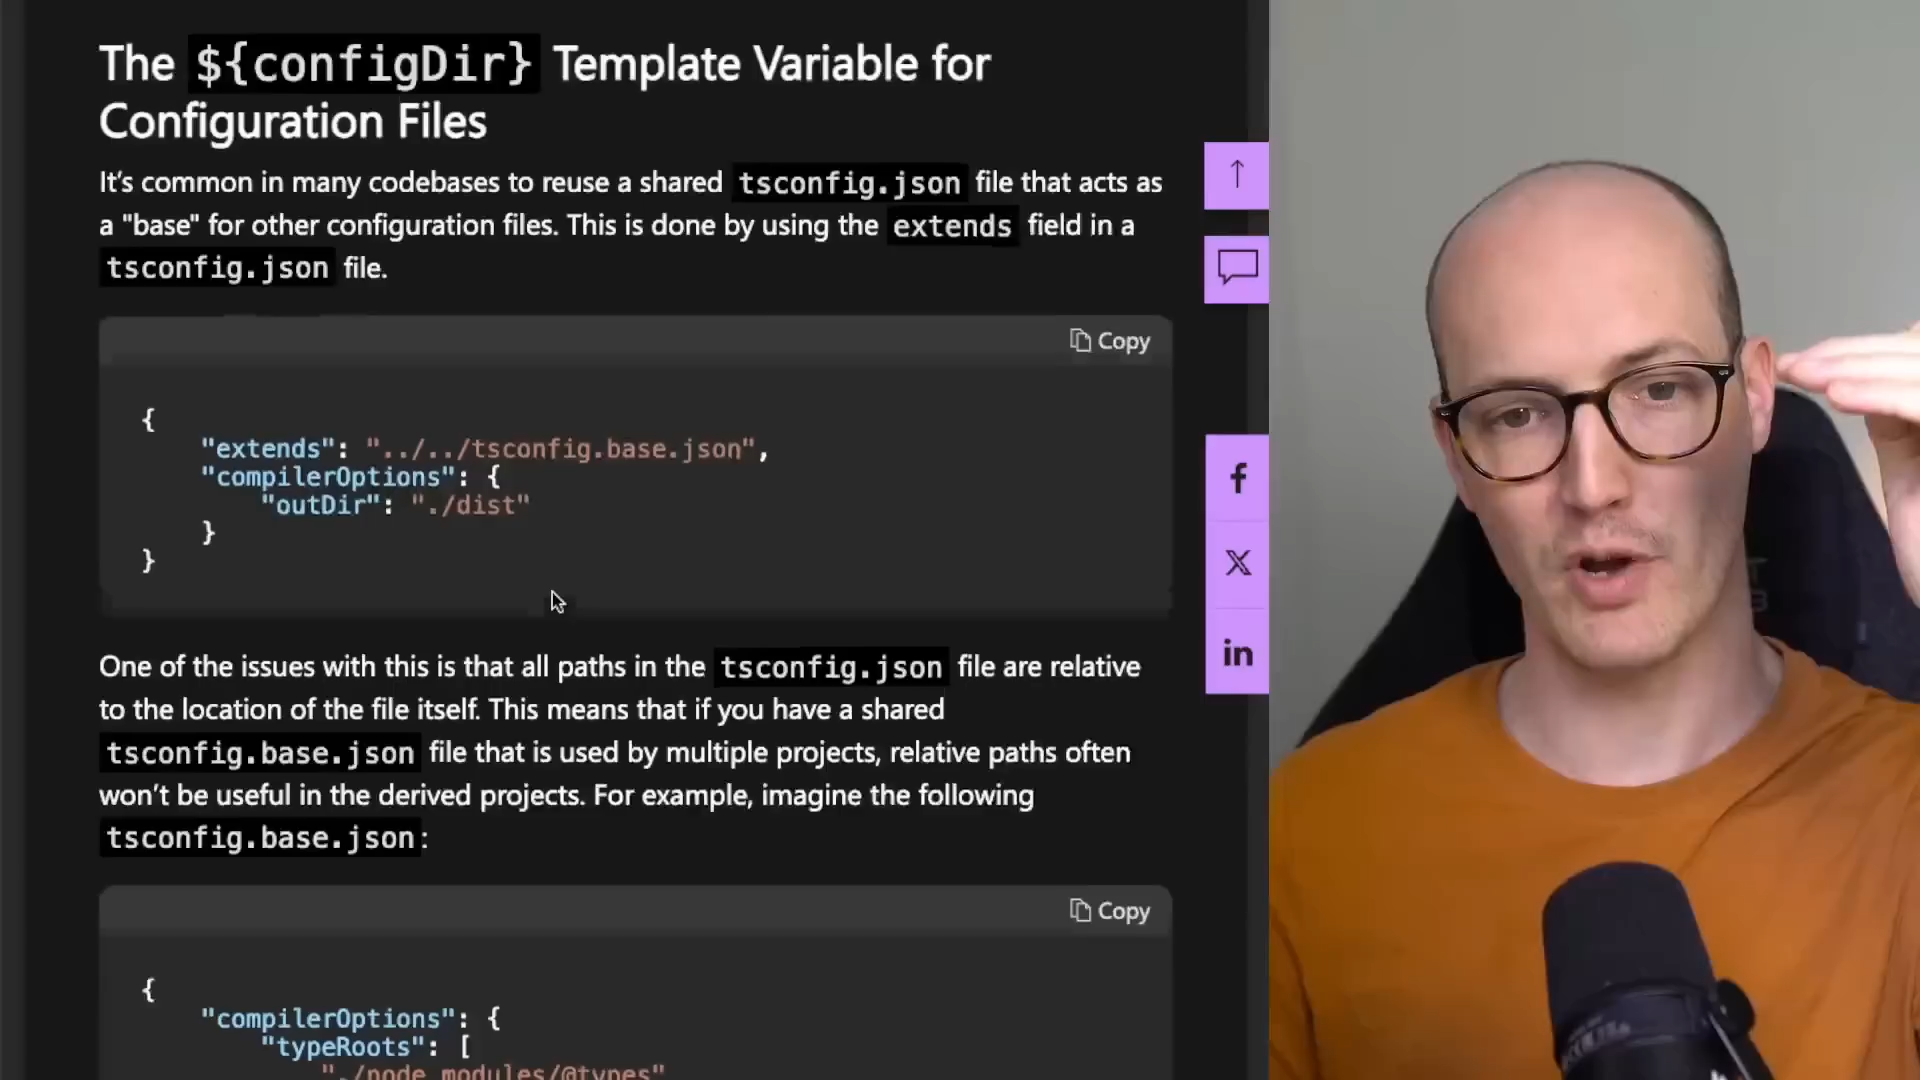 The ${configDir} Template Variable for
Configuration Files
It's common in many codebases to reuse a shared tsconfig.json file that acts as
a "base" for other configuration files. This is done by using the extends field in a
tsconfig.json file.
Copy
{
"extends": "../../tsconfig.base.json",
"compilerOptions": {
"outDir": "./dist"
}
}
One of the issues with this is that all paths in the tsconfig.json file are relative
to the location of the file itself. This means that if you have a shared
tsconfig.base.json file that is used by multiple projects, relative paths often
won't be useful in the derived projects. For example, imagine the following
tsconfig.base.json:
Copy
{
"compilerOptions": {
"typeRoots": [
"./node_modules/@types"
f
X
in